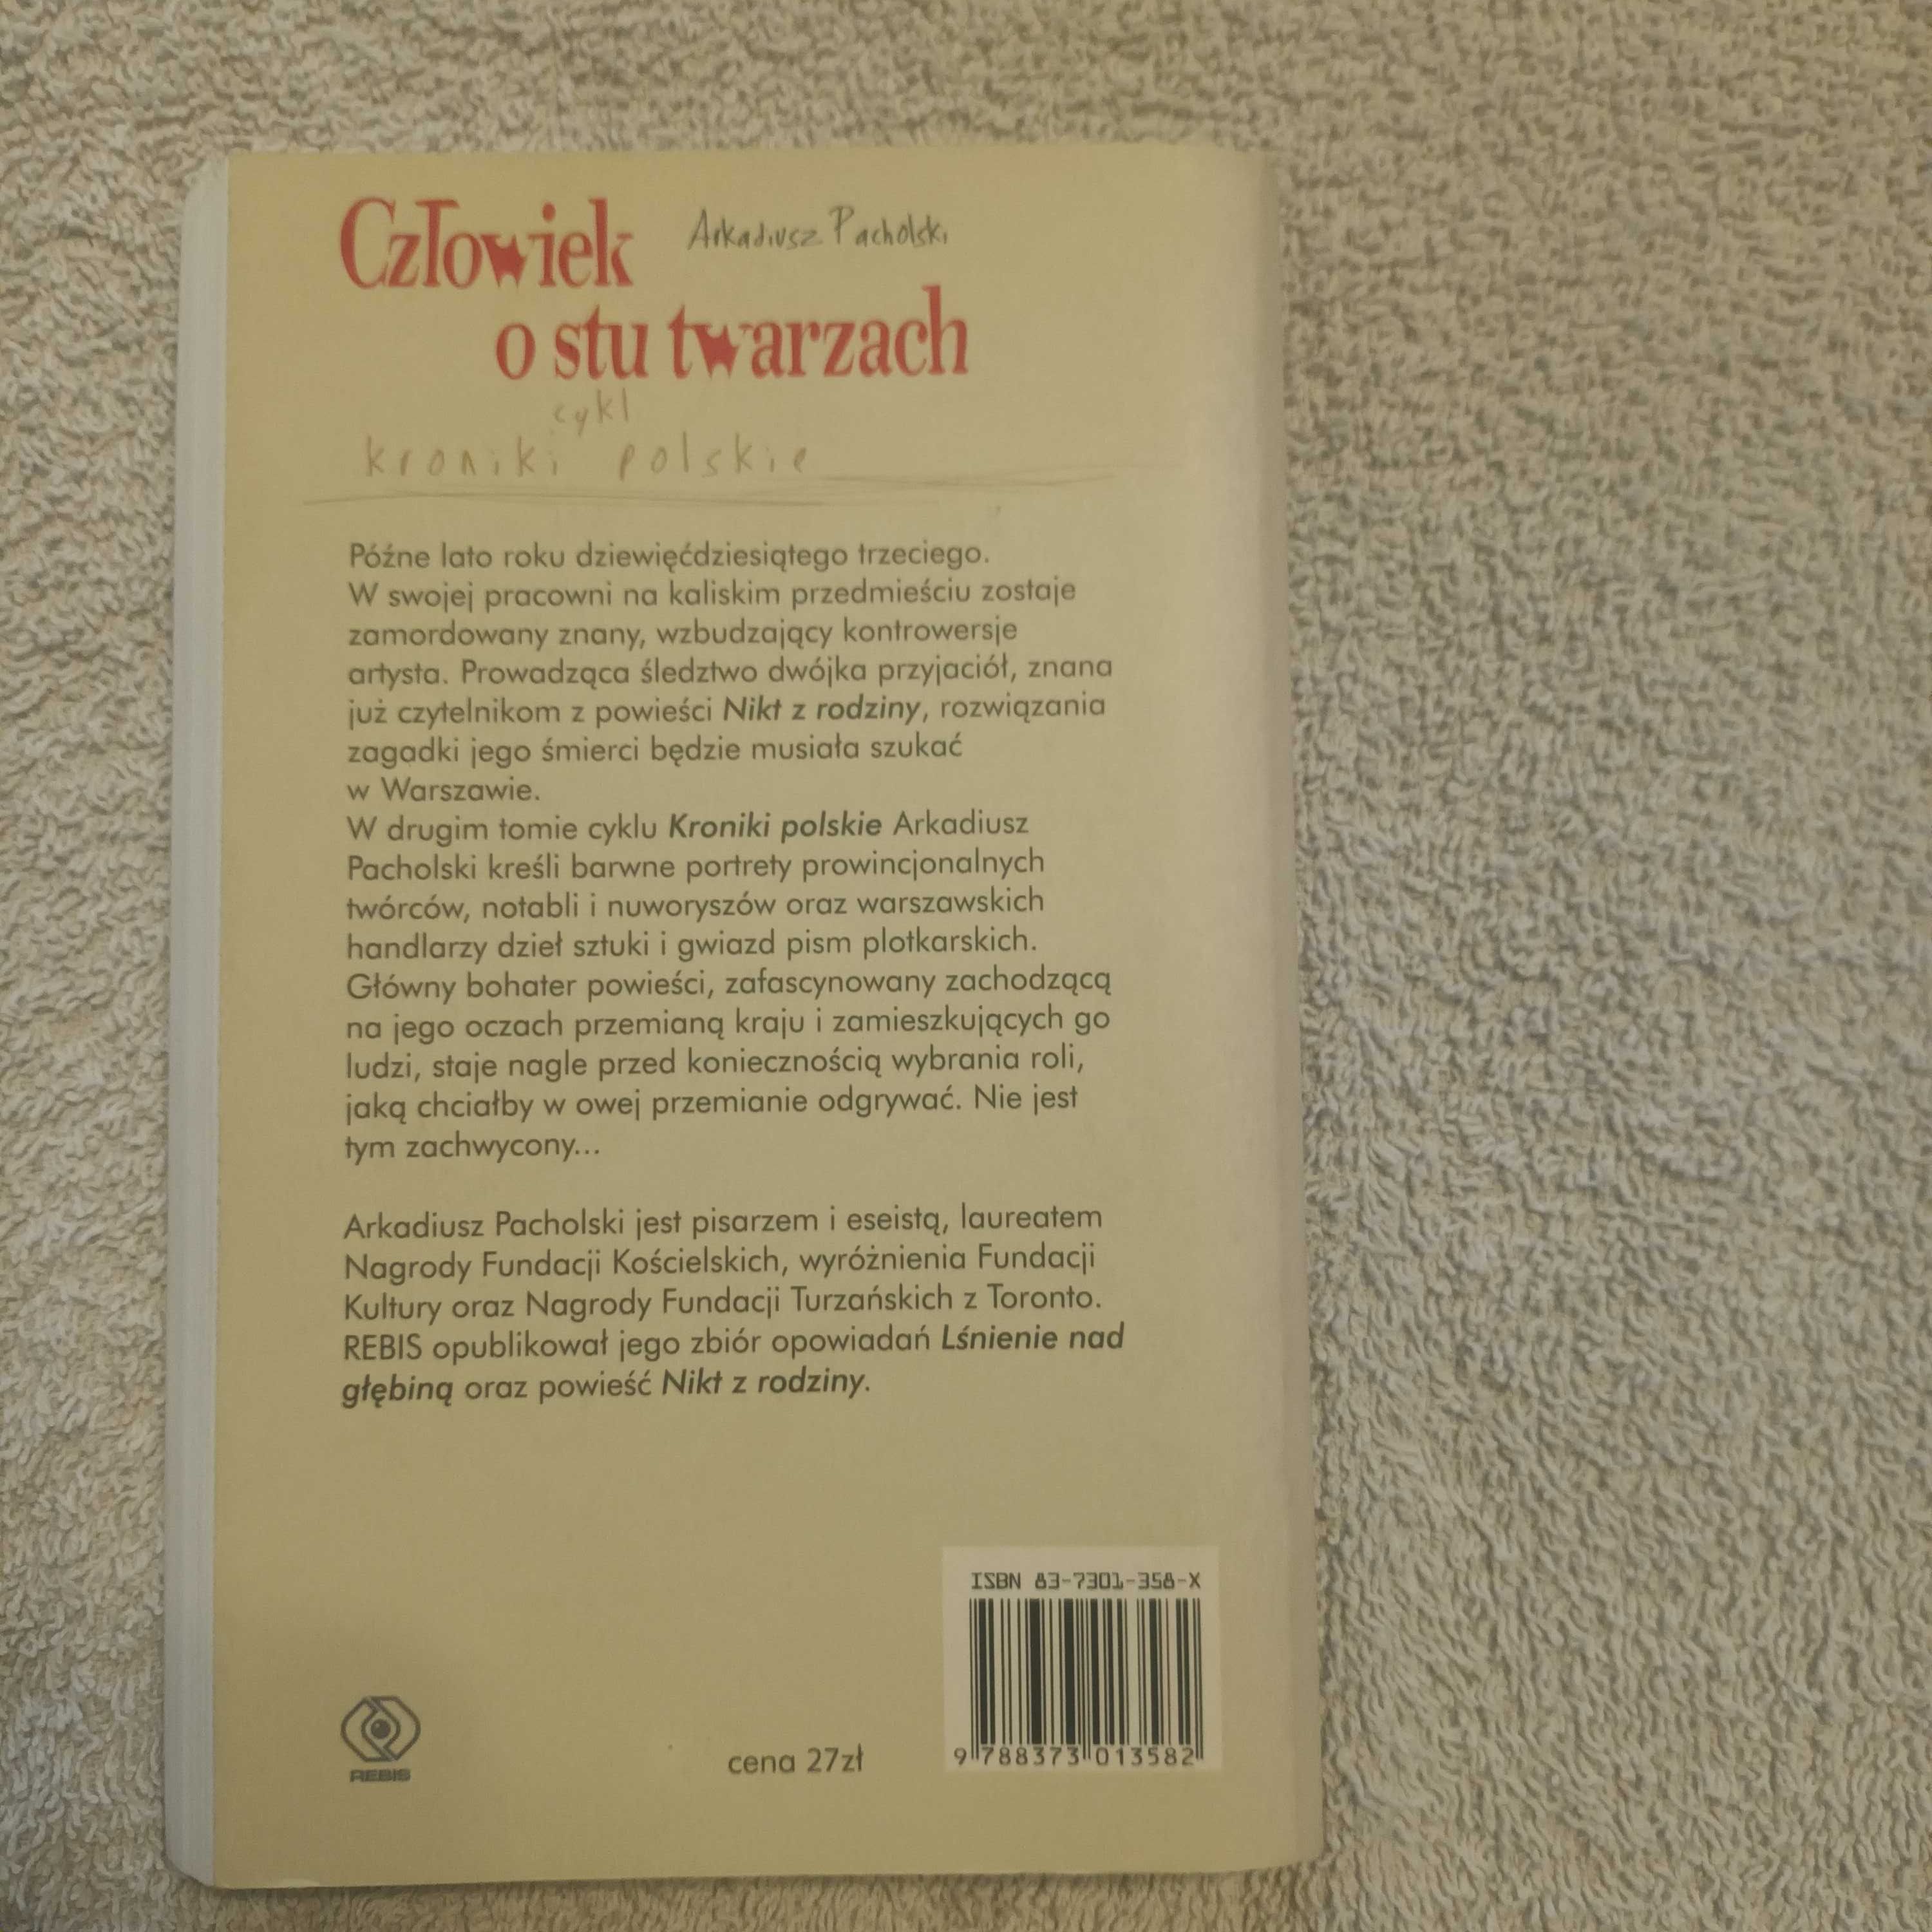 Człowiek Arkadiusz Pacholski
o stu twarzach
cykl
kroniki polskie
Późne lato roku dziewięćdziesiątego trzeciego.
W swojej pracowni na kaliskim przedmieściu zostaje
zamordowany znany, wzbudzający kontrowersje
artysta. Prowadząca śledztwo dwójka przyjaciół, znana
już czytelnikom z powieści Nikt z rodziny, rozwiązania
zagadki jego śmierci będzie musiała szukać
w Warszawie.
W drugim tomie cyklu Kroniki polskie Arkadiusz
Pacholski kreśli barwne portrety prowincjonalnych
twórców, notabli i nuworyszów oraz warszawskich
handlarzy dzieł sztuki i gwiazd pism plotkarskich.
Główny bohater powieści, zafascynowany zachodzącą
na jego oczach przemianą kraju i zamieszkujących go
ludzi, staje nagle przed koniecznością wybrania roli,
jaką chciałby w owej przemianie odgrywać. Nie jest
tym zachwycony...
Arkadiusz Pacholski jest pisarzem i eseistą, laureatem
Nagrody Fundacji Kościelskich, wyróżnienia Fundacji
Kultury oraz Nagrody Fundacji Turzańskich z Toronto.
REBIS opublikował jego zbiór opowiadań Lśnienie nad
głębiną oraz powieść Nikt z rodziny.
ISBN 83-7301-358-X
9 788373 013582
cena 27zł
REBIS